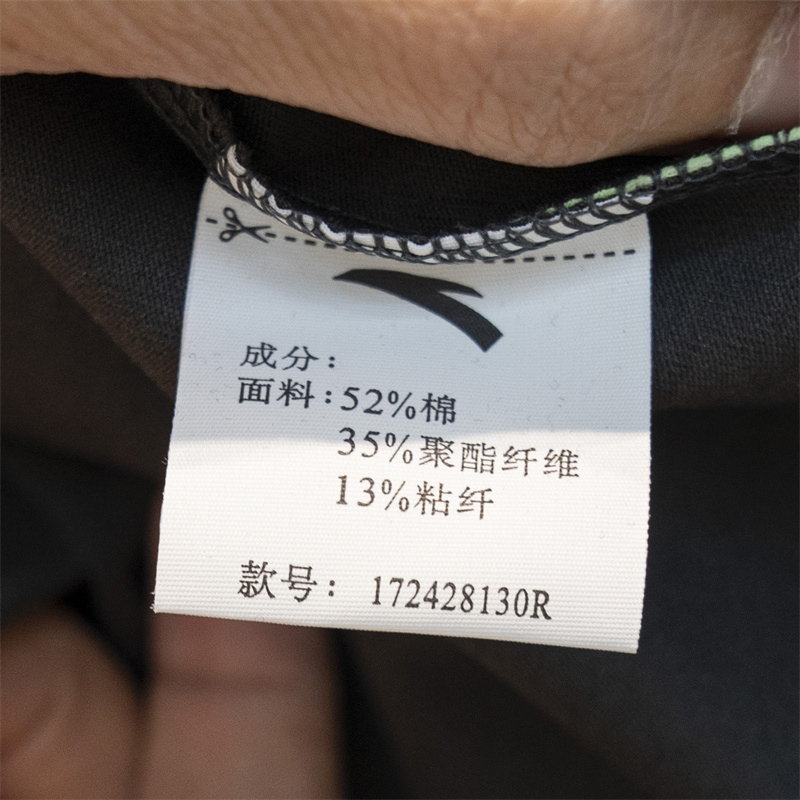 成分:
面料:52%棉
35%聚酯纤维
13%粘纤
款号: 172428130R